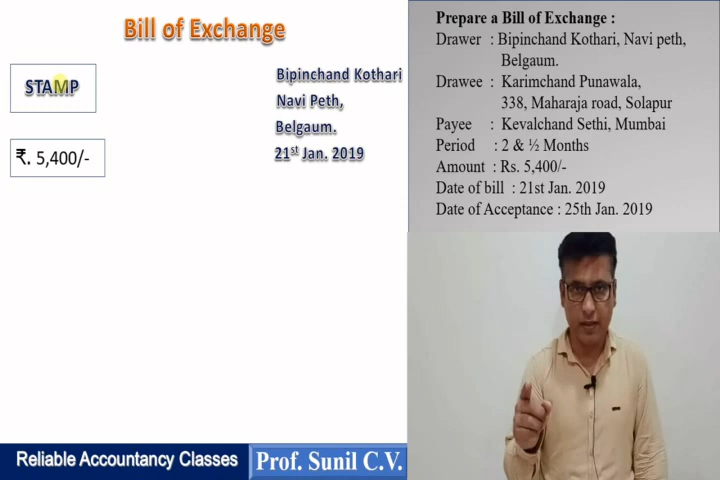 Bill of Exchange
STAMP
Bipinchand Kothari
Navi Peth,
Belgaum.
21st Jan. 2019
₹. 5,400/-
Prepare a Bill of Exchange :
Drawer : Bipinchand Kothari, Navi peth,
Belgaum.
Drawee : Karimchand Punawala,
338, Maharaja road, Solapur
Payee : Kevalchand Sethi, Mumbai
Period : 2 & ½ Months
Amount : Rs. 5,400/-
Date of bill : 21st Jan. 2019
Date of Acceptance : 25th Jan. 2019
Reliable Accountancy Classes
Prof. Sunil C.V.